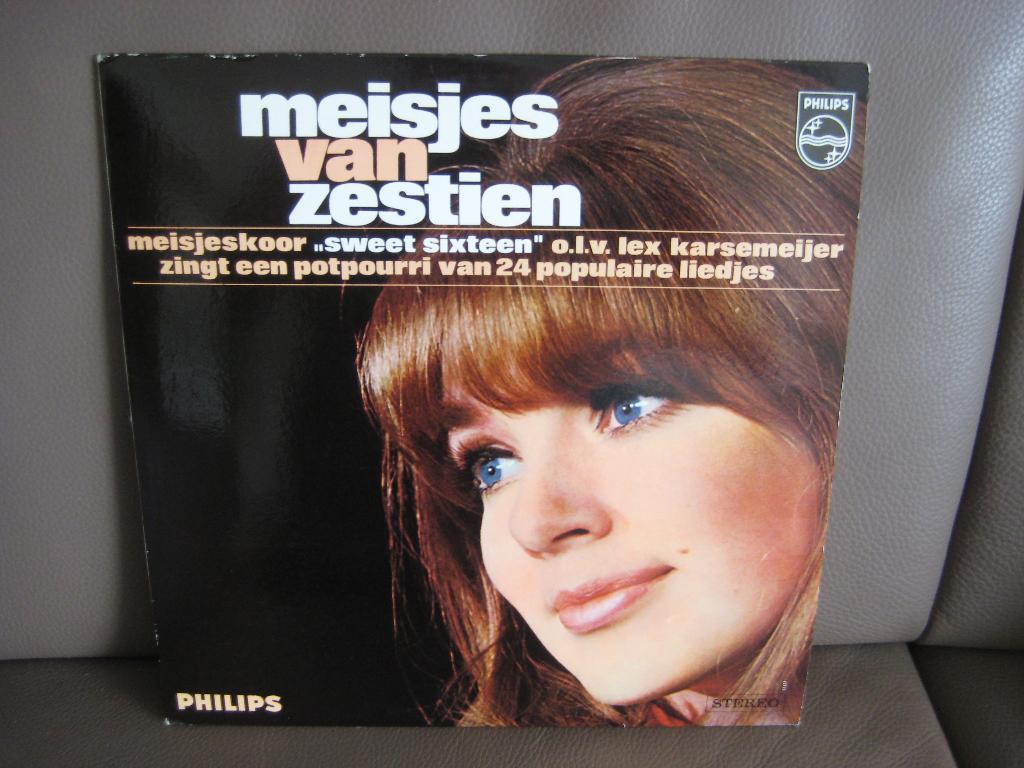 meisjes
van
zestien
PHILIPS
meisjeskoor „sweet sixteen" o.l.v. lex karsemeijer
zingt een potpourri van 24 populaire liedjes
PHILIPS
STEREO